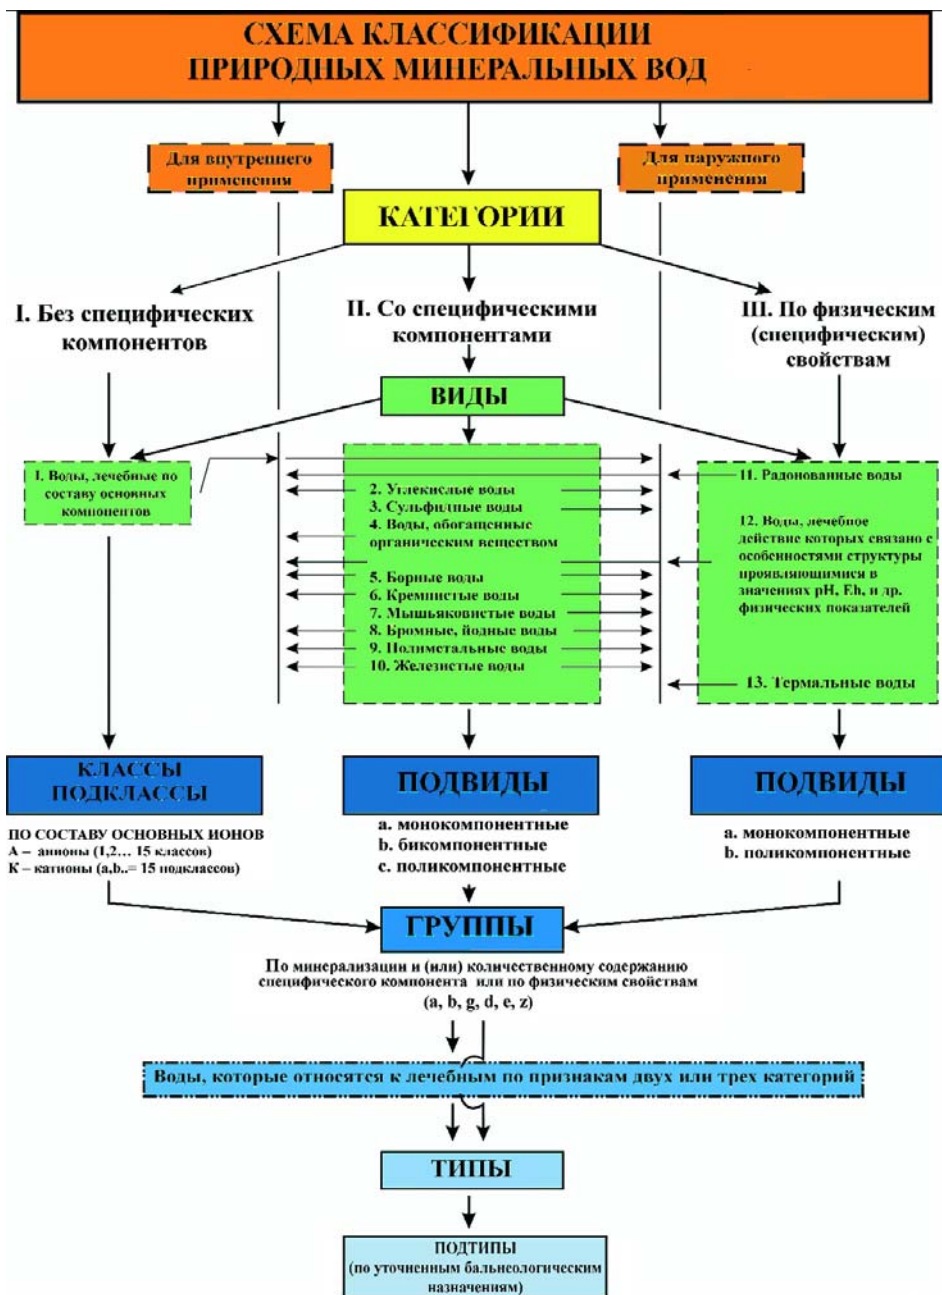 СХЕМА КЛАССИФИКАЦИИ
ПРИРОДНЫХ МИНЕРАЛЬНЫХ ВОД
Для внутреннего
применения
Для наружного
применения
КАТЕГОРИИ
I. Без специфических
компонентов
II. Со специфическими
компонентами
III. По физическим
(специфическим)
свойствам
ВИДЫ
1. Воды, лечебные по
составу основных
компонентов
2. Углекислые воды
3. Сульфидные воды
4. Воды, обогащенные
органическим веществом
5. Борные воды
6. Кремнистые воды
7. Мышьяковистые воды
8. Бромные, йодные воды
9. Полиметальные воды
10. Железистые воды
11. Радонованные воды
12. Воды, лечебное
действие которых связано с
особенностями структуры
проявляющимися в
значениях pH, Eh, и др.
физических показателей
13. Термальные воды
КЛАССЫ
ПОДКЛАССЫ
ПО СОСТАВУ ОСНОВНЫХ ИОНОВ
А – анионы (1,2... 15 классов)
К – катионы (a,b..= 15 подклассов)
ПОДВИДЫ
a. монокомпонентные
b. бикомпонентные
c. поликомпонентные
ПОДВИДЫ
a. монокомпонентные
b. поликомпонентные
ГРУППЫ
По минерализации и (или) количественному содержанию
специфического компонента или по физическим свойствам
(a, b, g, d, e, z)
Воды, которые относятся к лечебным по признакам двух или трех категорий
ТИПЫ
ПОДТИПЫ
(по уточненным бальнеологическим
назначениям)